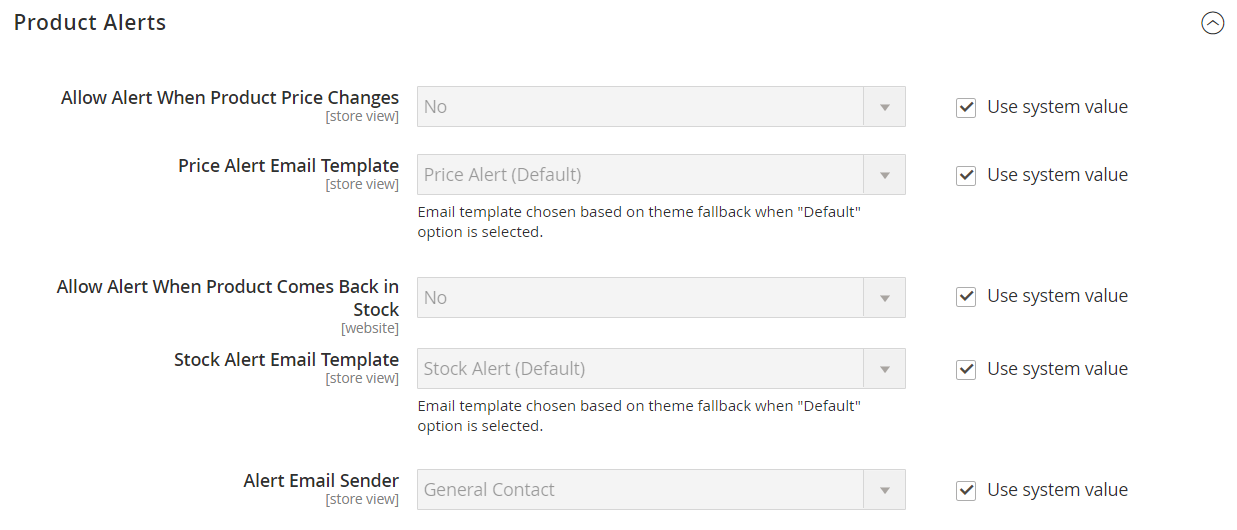 Product Alerts
Allow Alert When Product Price Changes
[store view]
No
Use system value
Price Alert Email Template
[store view]
Price Alert (Default)
Use system value
Email template chosen based on theme fallback when "Default"
option is selected.
Allow Alert When Product Comes Back in
Stock
[website]
No
Use system value
Stock Alert Email Template
[store view]
Stock Alert (Default)
Use system value
Email template chosen based on theme fallback when "Default"
option is selected.
Alert Email Sender
[store view]
General Contact
Use system value